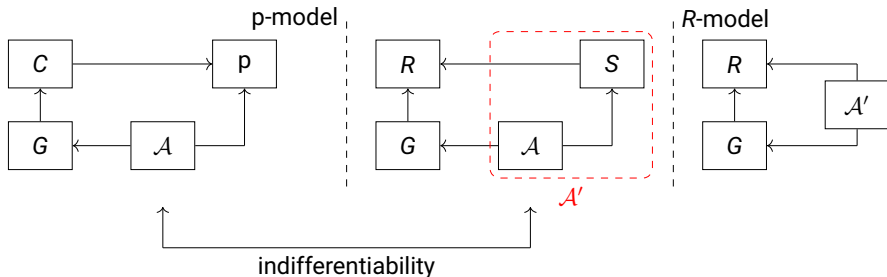 p-model
R-model
C
p
R
S
R
G
𝒜
G
𝒜
𝒜′
G
𝒜′
indifferentiability